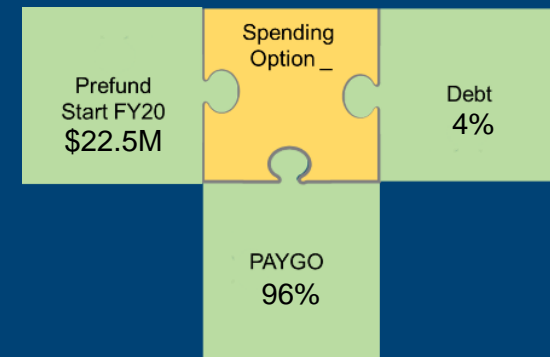 Spending
Option _
Prefund
Start FY20
$22.5M
Debt
4%
PAYGO
96%